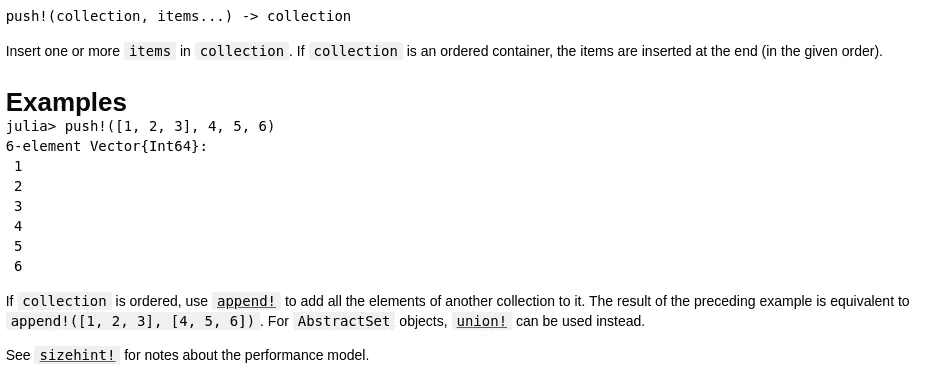 push!(collection, items...) -> collection
Insert one or more items in collection. If collection is an ordered container, the items are inserted at the end (in the given order).
Examples
julia> push!([1, 2, 3], 4, 5, 6)
6-element Vector{Int64}:
1
2
3
4
5
6
If collection is ordered, use append! to add all the elements of another collection to it. The result of the preceding example is equivalent to
append!([1, 2, 3], [4, 5, 6]). For AbstractSet objects, union! can be used instead.
See sizehint! for notes about the performance model.